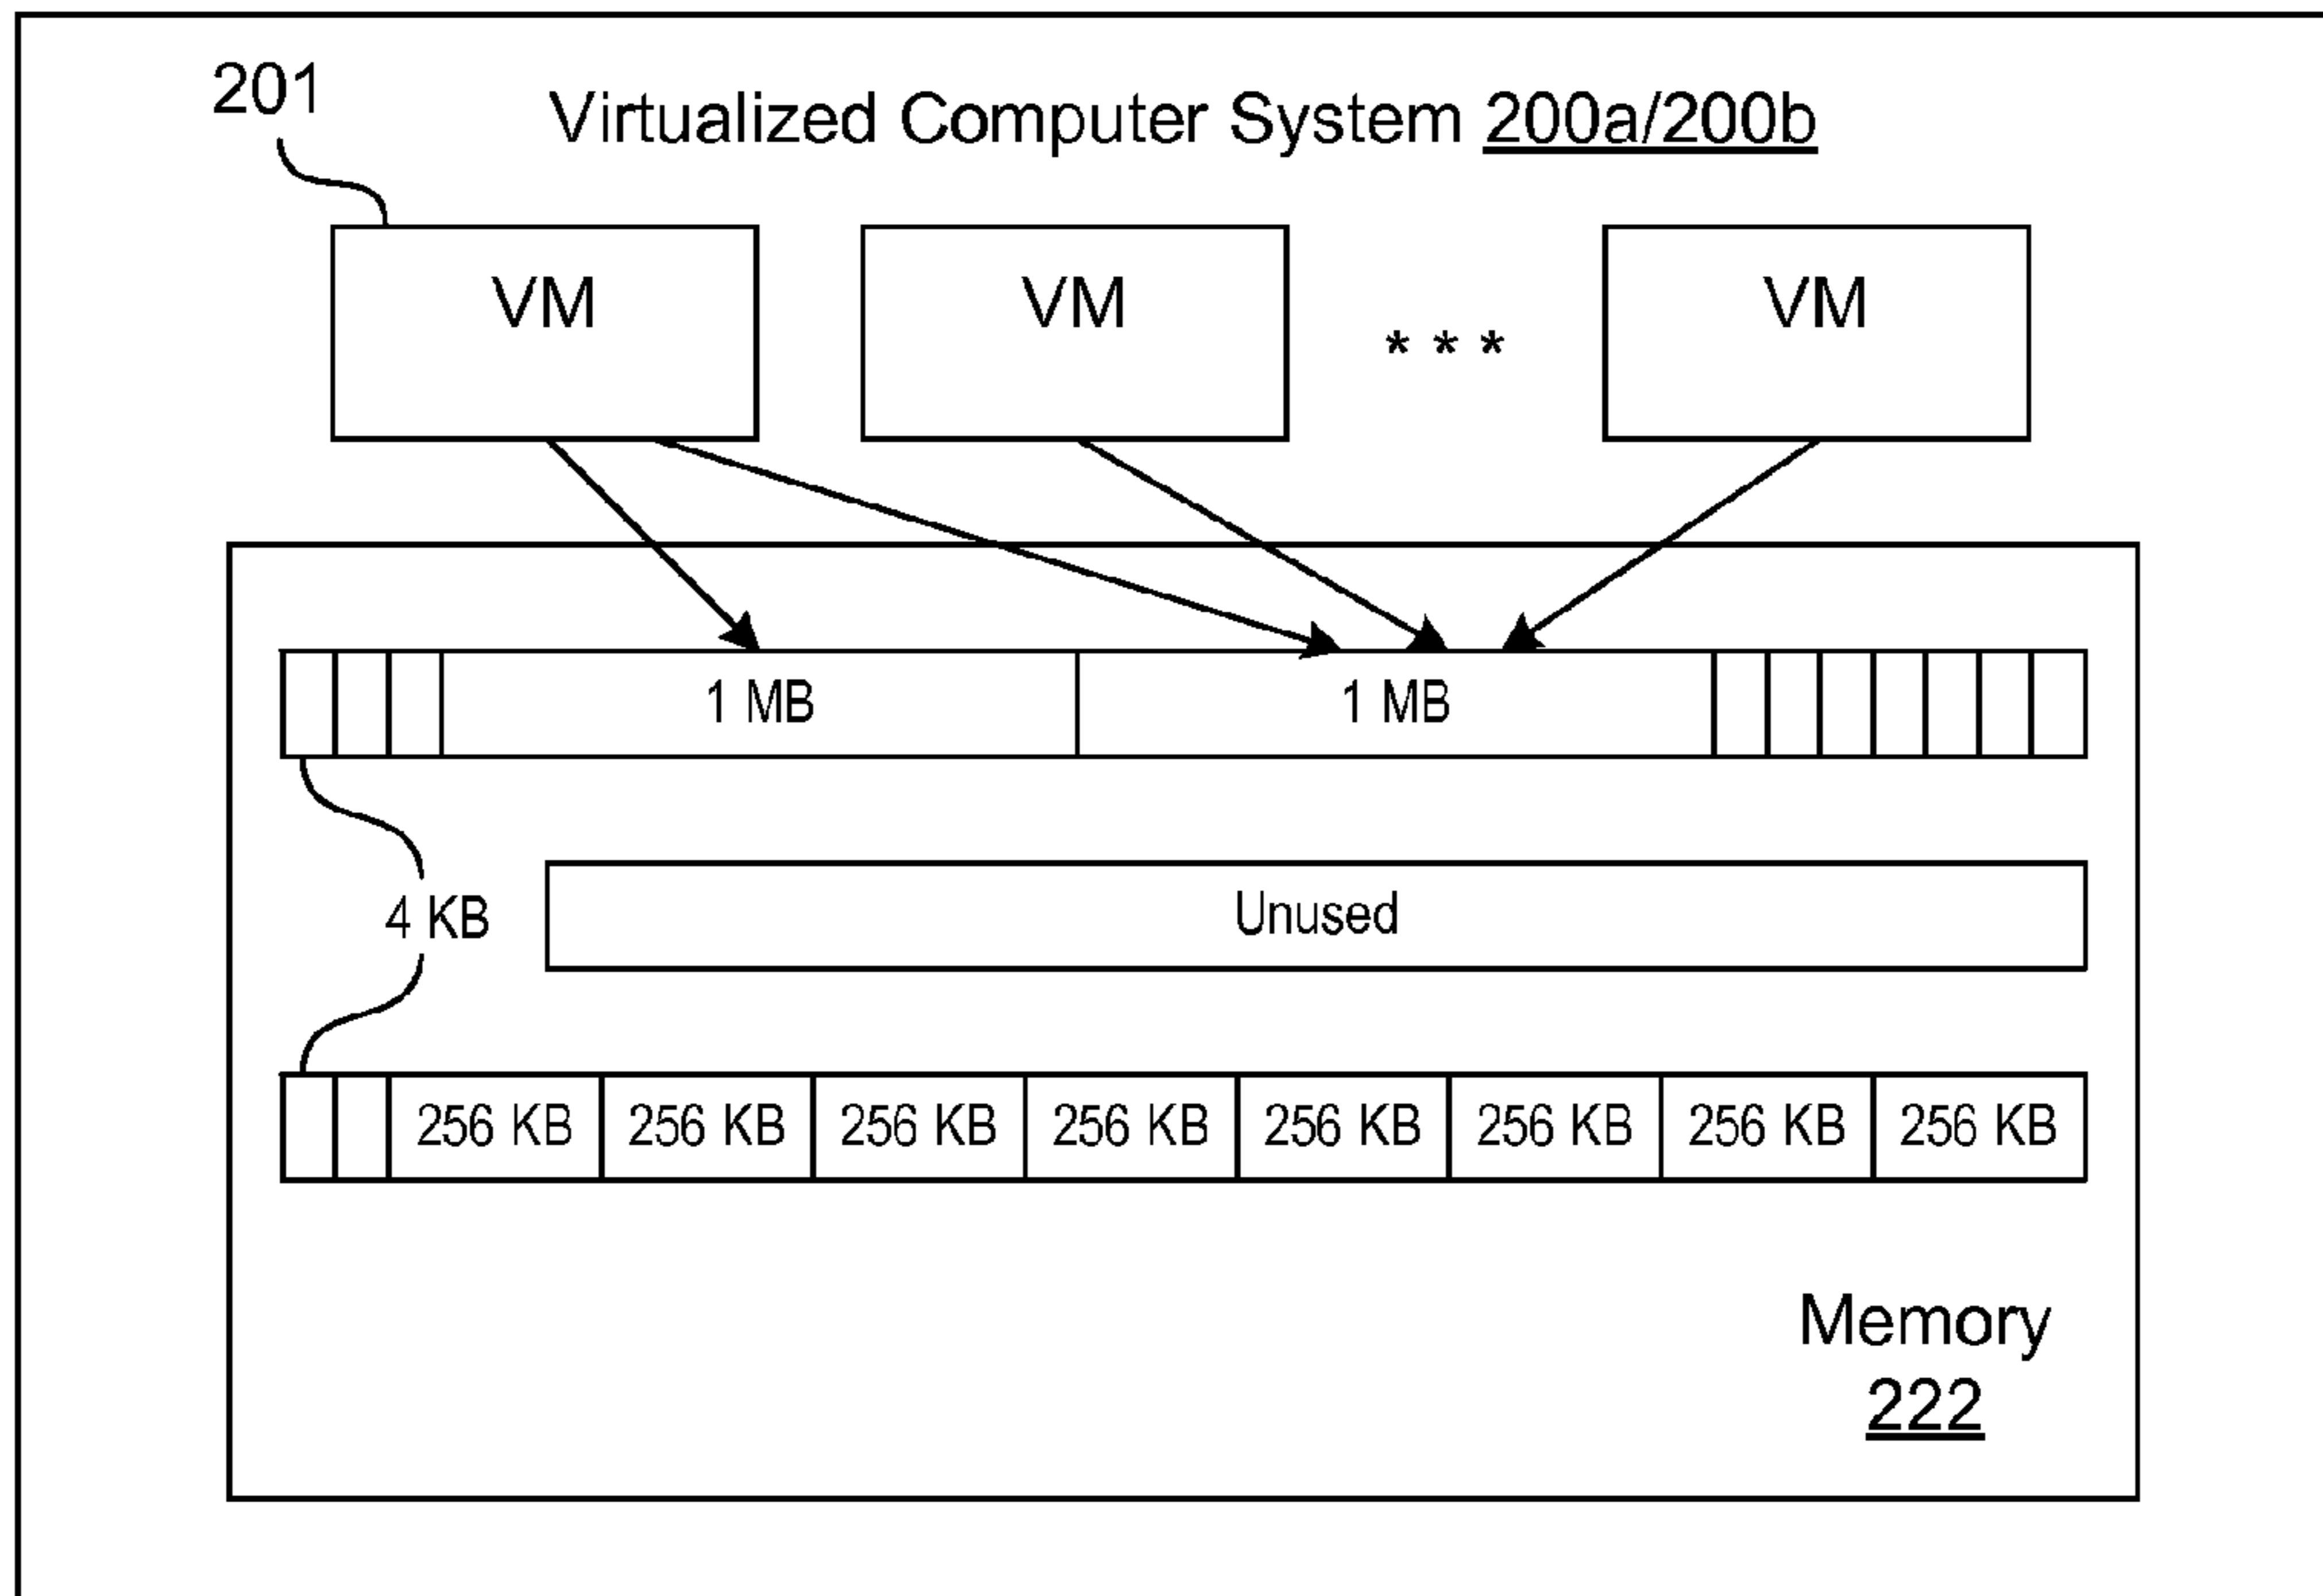 201
Virtualized Computer System 200a/200b
VM VM * * * VM
1 MB 1 MB
4 KB
Unused
256 KB 256 KB 256 KB 256 KB 256 KB 256 KB 256 KB 256 KB
Memory
222